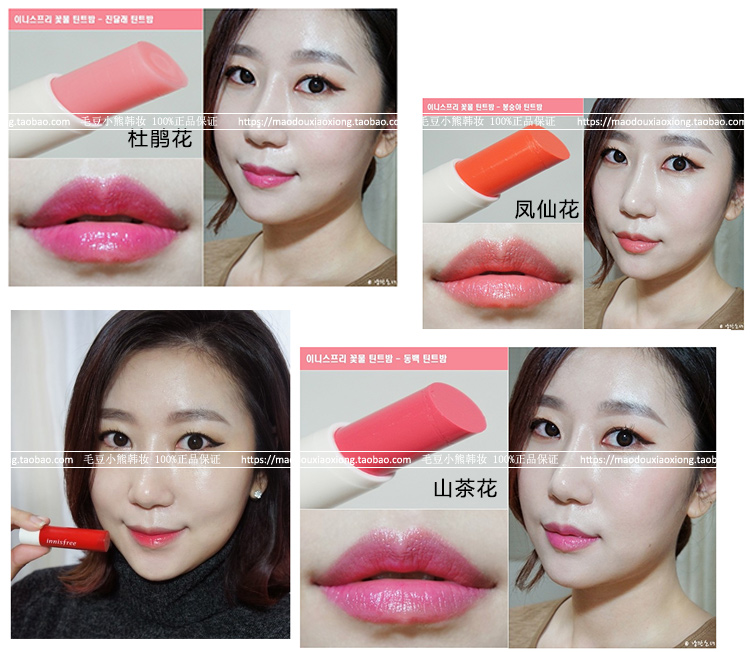 이니스프리 꽃물 틴트밤 - 진달래 틴트밤
g.taobao.com 毛豆小熊韩妆 100%正品保证 https://maodouxiaoxiong.taobao.com
杜鹃花
이니스프리 꽃물 틴트밤 - 봉숭아 틴트밤
毛豆小熊韩妆 100%正品保证 https://maodouxiaoxiong.taob
凤仙花
이니스프리 꽃물 틴트밤 - 동백 틴트밤
g.taobao.com 毛豆小熊韩妆 100%正品保证 https://m
ng.taobao.com 毛豆小熊韩妆 100%正品保证 https://maodouxiaoxiong.taob
山茶花
innisfree